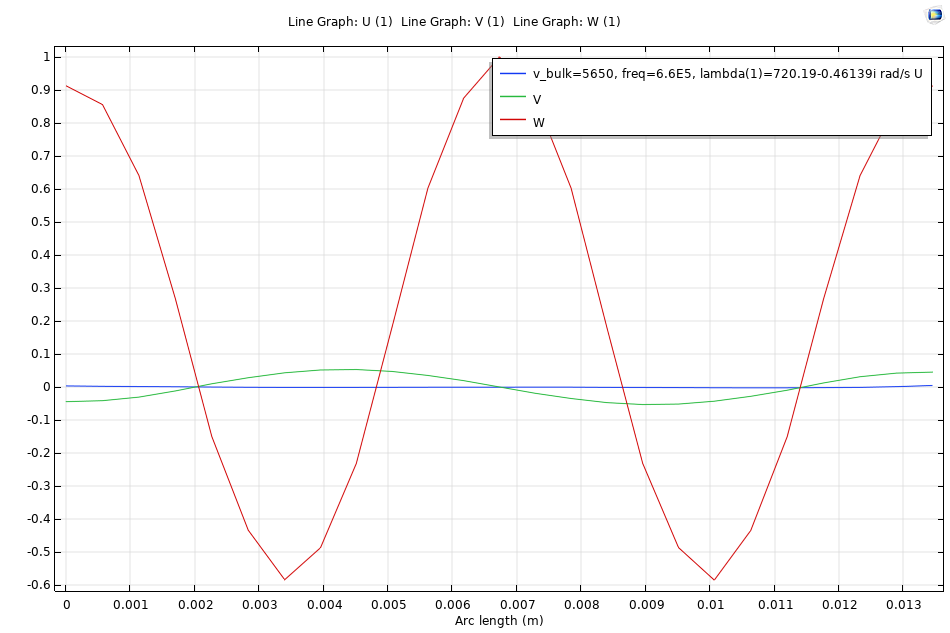 Line Graph: U (1) Line Graph: V (1) Line Graph: W (1)
v_bulk=5650, freq=6.6E5, lambda(1)=720.19-0.46139i rad/s U
V
W
1
0.9
0.8
0.7
0.6
0.5
0.4
0.3
0.2
0.1
0
-0.1
-0.2
-0.3
-0.4
-0.5
-0.6
0 0.001 0.002 0.003 0.004 0.005 0.006 0.007 0.008 0.009 0.01 0.011 0.012 0.013
Arc length (m)